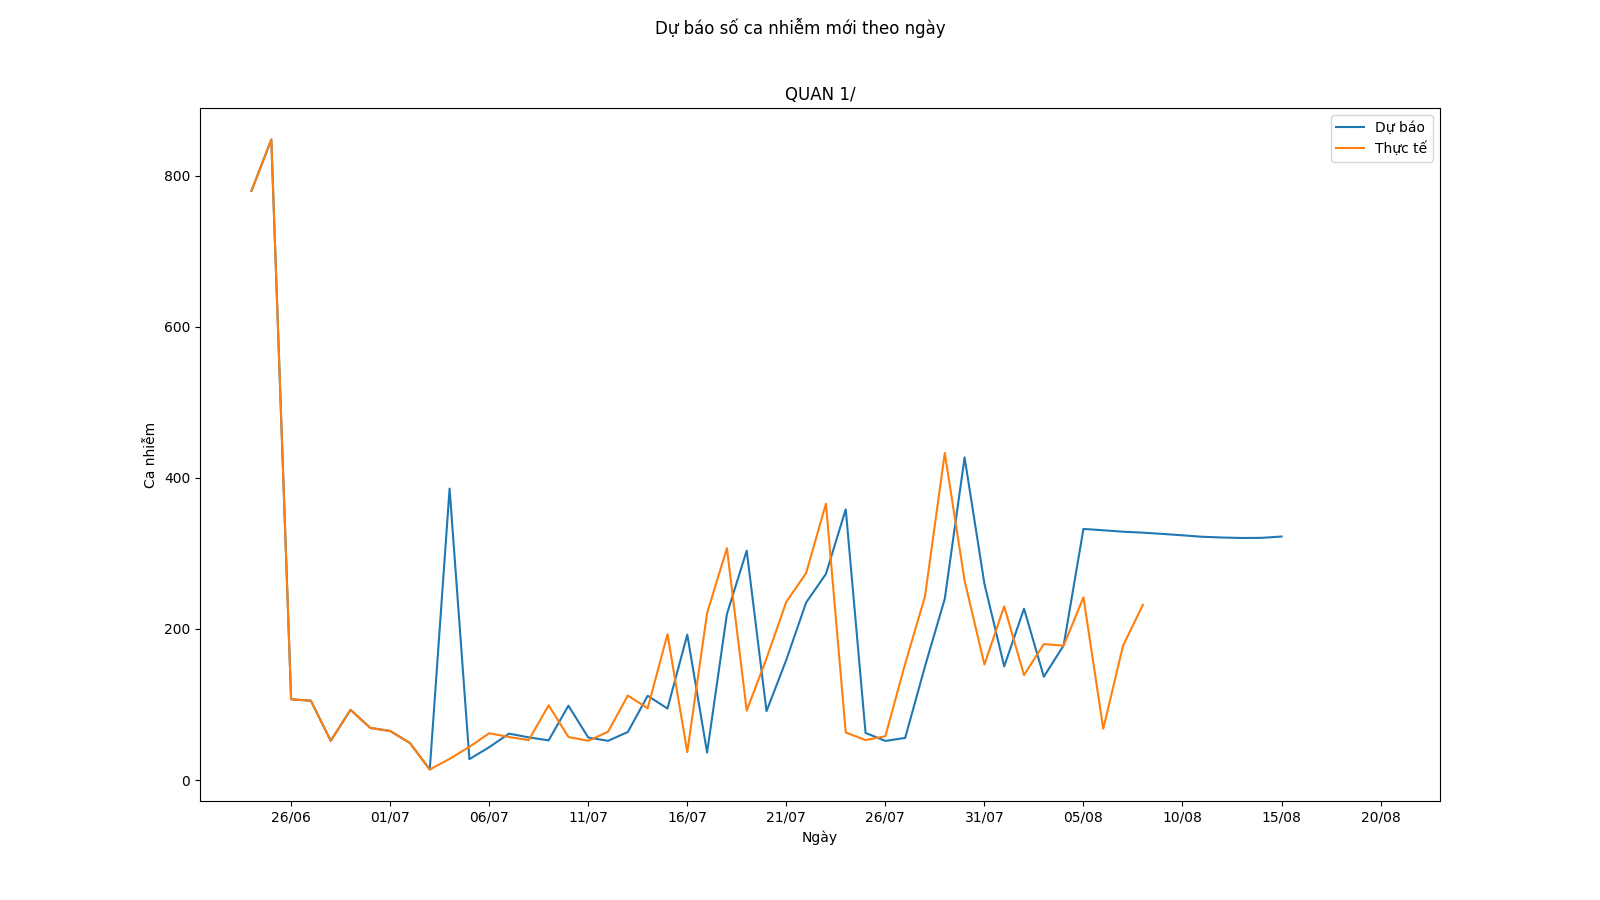 Dự báo số ca nhiễm mới theo ngày
QUAN 1/
Dự báo
Thực tế
800
600
400
200
0
Ca nhiễm
26/06 01/07 06/07 11/07 16/07 21/07 26/07 31/07 05/08 10/08 15/08 20/08
Ngày